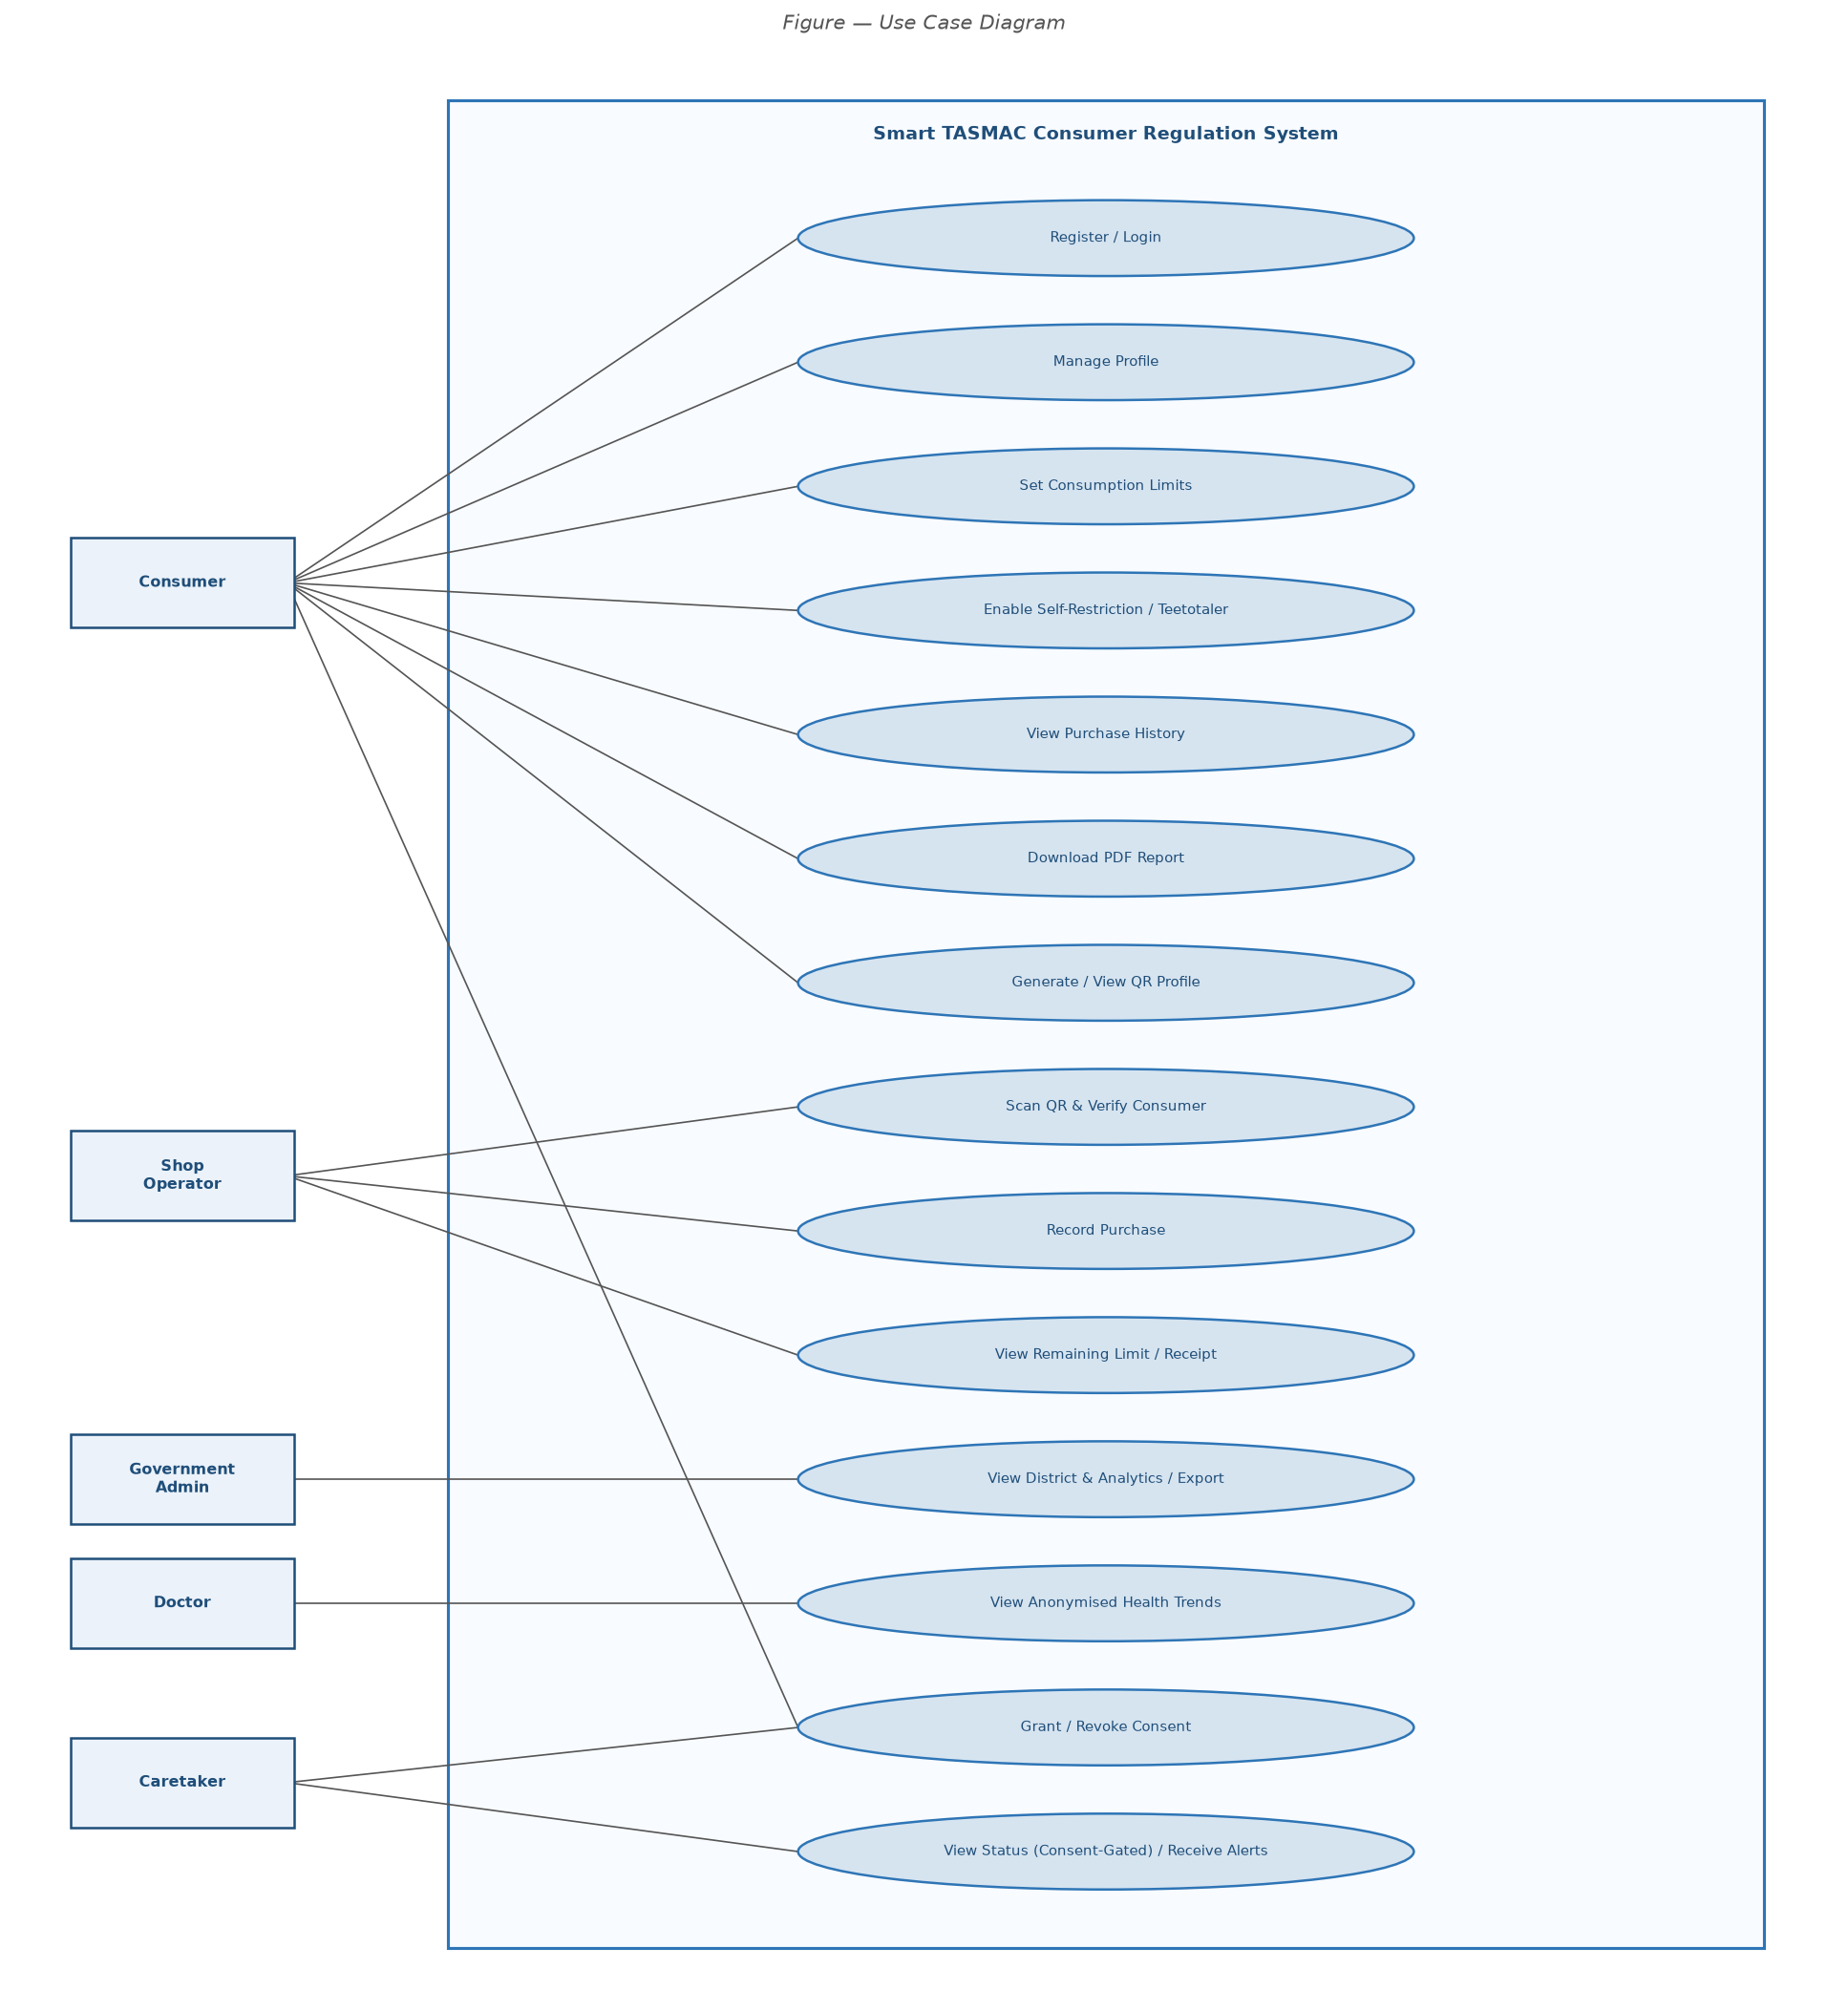 Figure — Use Case Diagram
Smart TASMAC Consumer Regulation System
Register / Login
Manage Profile
Set Consumption Limits
Consumer
Enable Self-Restriction / Teetotaler
View Purchase History
Download PDF Report
Generate / View QR Profile
Scan QR & Verify Consumer
Shop
Operator
Record Purchase
View Remaining Limit / Receipt
Government
Admin
View District & Analytics / Export
Doctor
View Anonymised Health Trends
Grant / Revoke Consent
Caretaker
View Status (Consent-Gated) / Receive Alerts